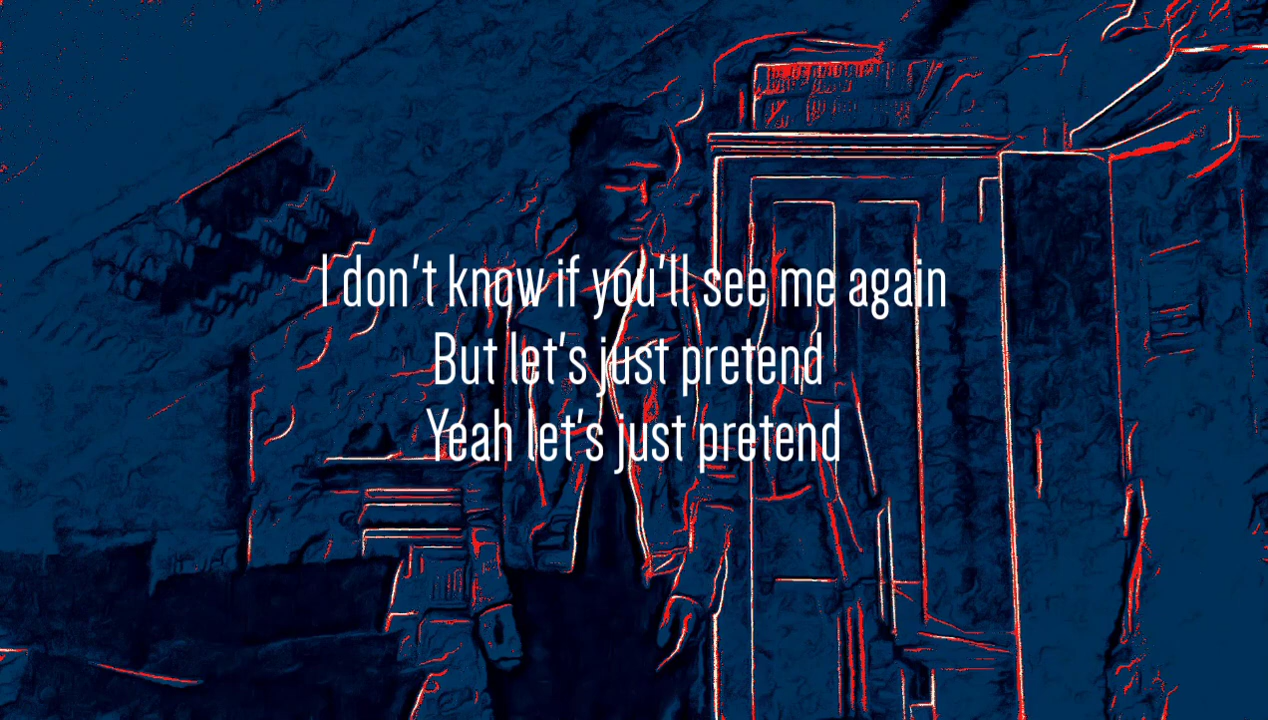 I don't know if you'll see me again
But let's just pretend
Yeah let's just pretend